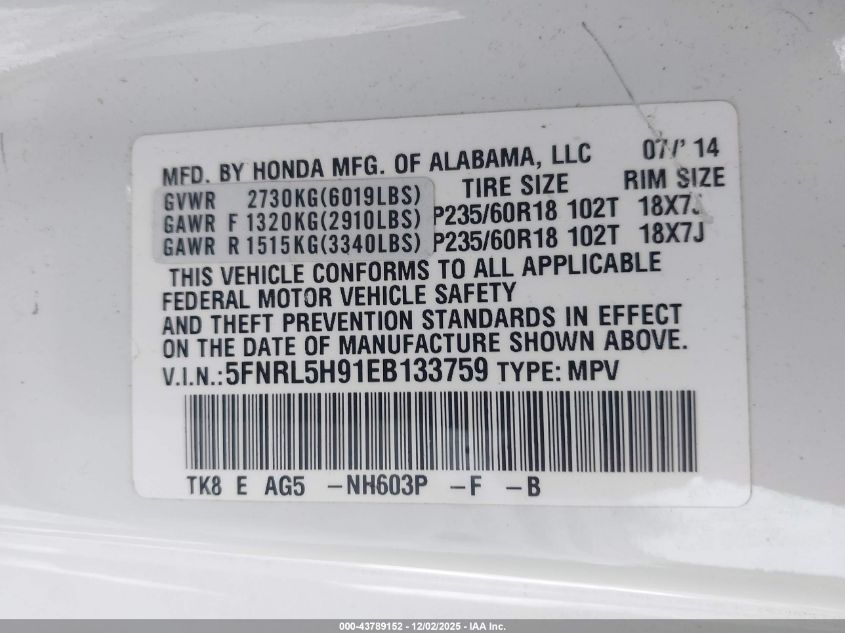 MFD. BY HONDA MFG. OF ALABAMA, LLC 07/' 14
GVWR 2730KG(6019LBS) TIRE SIZE RIM SIZE
GAWR F 1320KG(2910LBS) P235/60R18 102T 18X7J
GAWR R 1515KG(3340LBS) P235/60R18 102T 18X7J
THIS VEHICLE CONFORMS TO ALL APPLICABLE
FEDERAL MOTOR VEHICLE SAFETY
AND THEFT PREVENTION STANDARDS IN EFFECT
ON THE DATE OF MANUFACTURE SHOWN ABOVE.
V.I.N.:5FNRL5H91EB133759 TYPE: MPV
TK8 E AG5 -NH603P -F -B
000-43789152 - 12/02/2025 - IAA Inc.